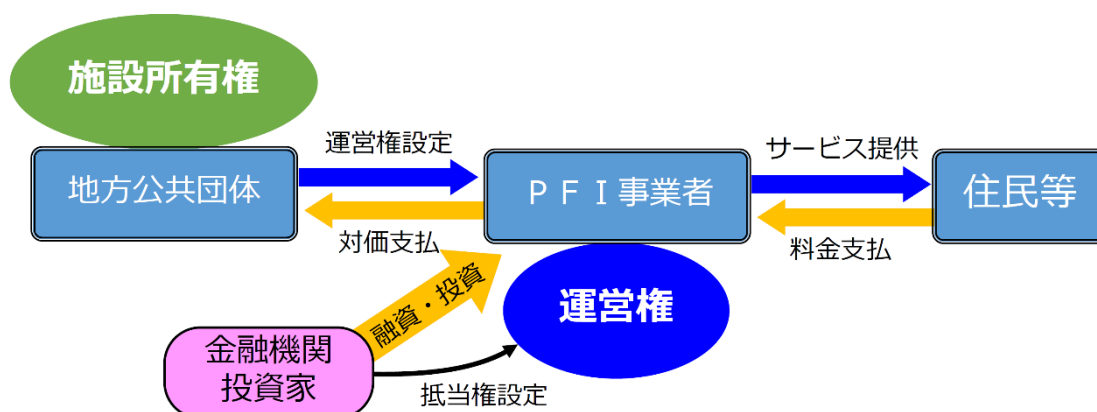 施設所有権
運営権設定
サービス提供
地方公共団体
ＰＦＩ事業者
住民等
対価支払
料金支払
融資・投資
運営権
金融機関
投資家
抵当権設定